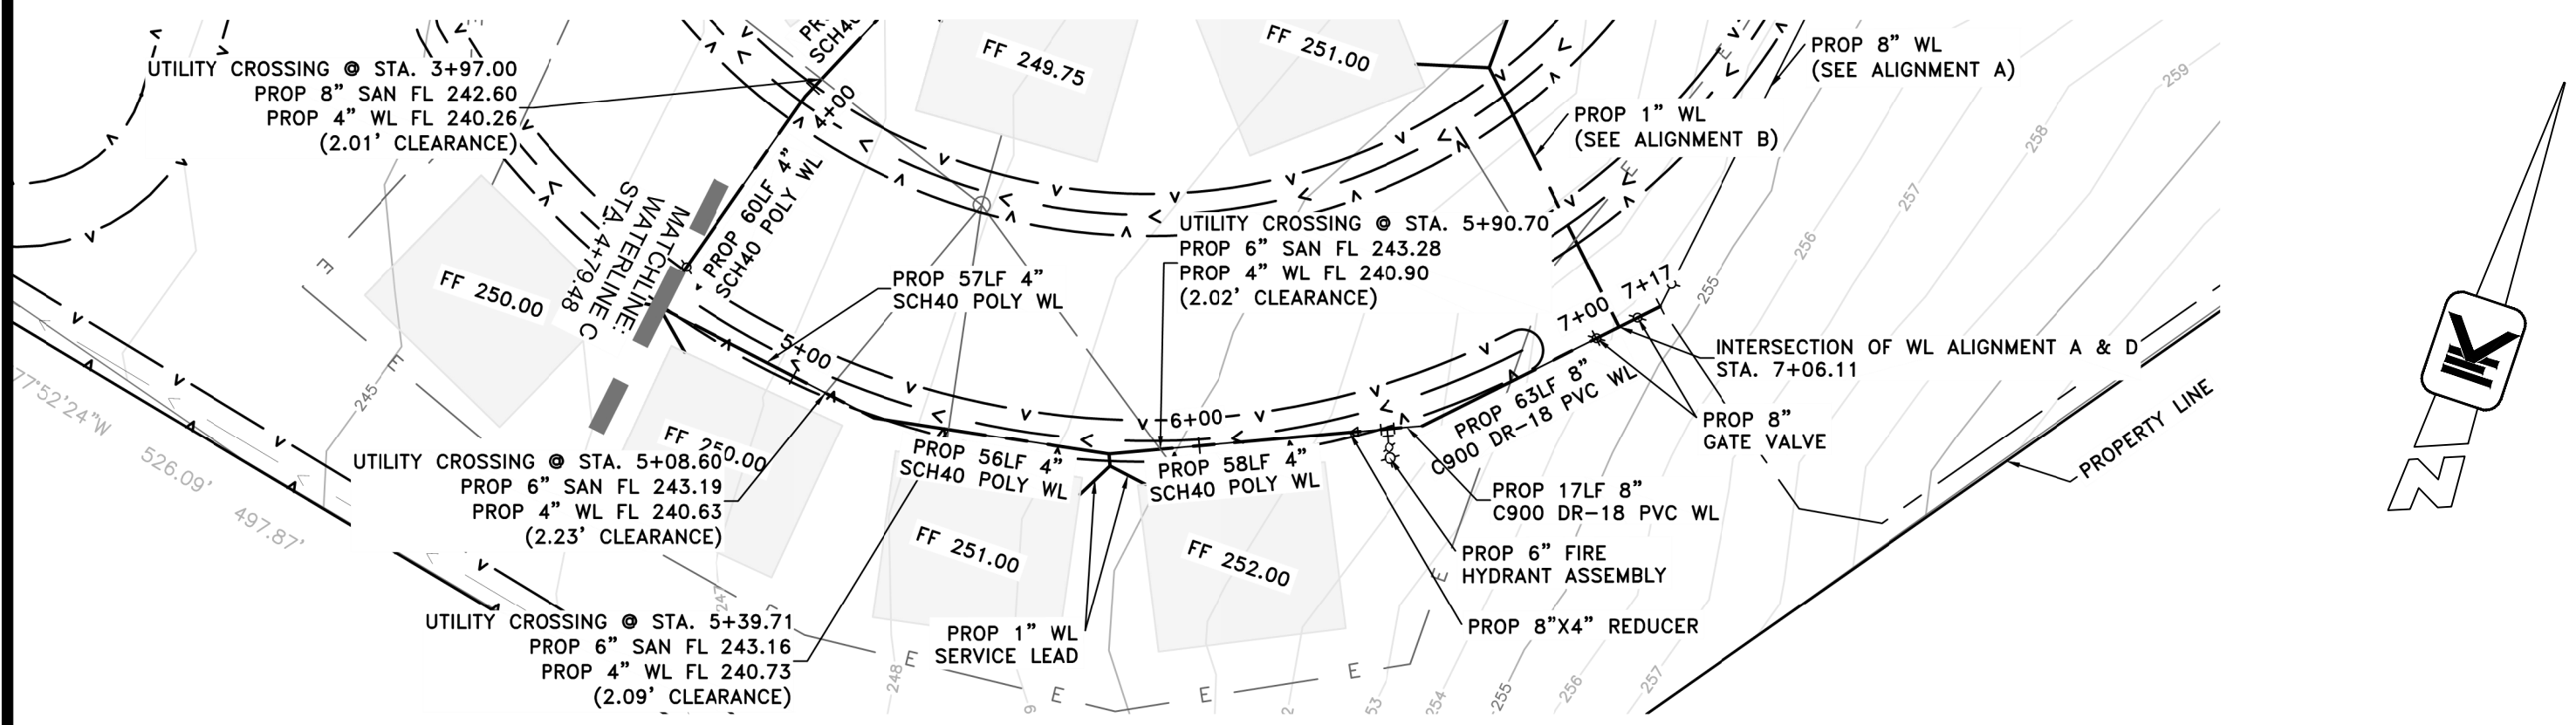 UTILITY CROSSING @ STA. 3+97.00
PROP 8" SAN FL 242.60
PROP 4" WL FL 240.26
(2.01' CLEARANCE)
4+00
PROP 60LF 4"
SCH40 POLY WL
MATCHLINE:
WATERLINE C
STA. 4+79.48
FF 249.75
FF 251.00
PROP 8" WL
(SEE ALIGNMENT A)
PROP 1" WL
(SEE ALIGNMENT B)
259
258
257
256
255
FF 250.00
PROP 57LF 4"
SCH40 POLY WL
UTILITY CROSSING @ STA. 5+90.70
PROP 6" SAN FL 243.28
PROP 4" WL FL 240.90
(2.02' CLEARANCE)
5+00
6+00
7+00
7+17
INTERSECTION OF WL ALIGNMENT A & D
STA. 7+06.11
PROP 8"
GATE VALVE
PROPERTY LINE
PROP 63LF 8"
C900 DR-18 PVC WL
77°52'24"W
526.09'
497.87'
245
FF 250.00
UTILITY CROSSING @ STA. 5+08.60
PROP 6" SAN FL 243.19
PROP 4" WL FL 240.63
(2.23' CLEARANCE)
PROP 56LF 4"
SCH40 POLY WL
PROP 58LF 4"
SCH40 POLY WL
PROP 17LF 8"
C900 DR-18 PVC WL
PROP 6" FIRE
HYDRANT ASSEMBLY
PROP 8"X4" REDUCER
FF 251.00
FF 252.00
UTILITY CROSSING @ STA. 5+39.71
PROP 6" SAN FL 243.16
PROP 4" WL FL 240.73
(2.09' CLEARANCE)
PROP 1" WL
SERVICE LEAD
247
248
E
E
E
E
E
E
E
E
E
254
255
256
257
N